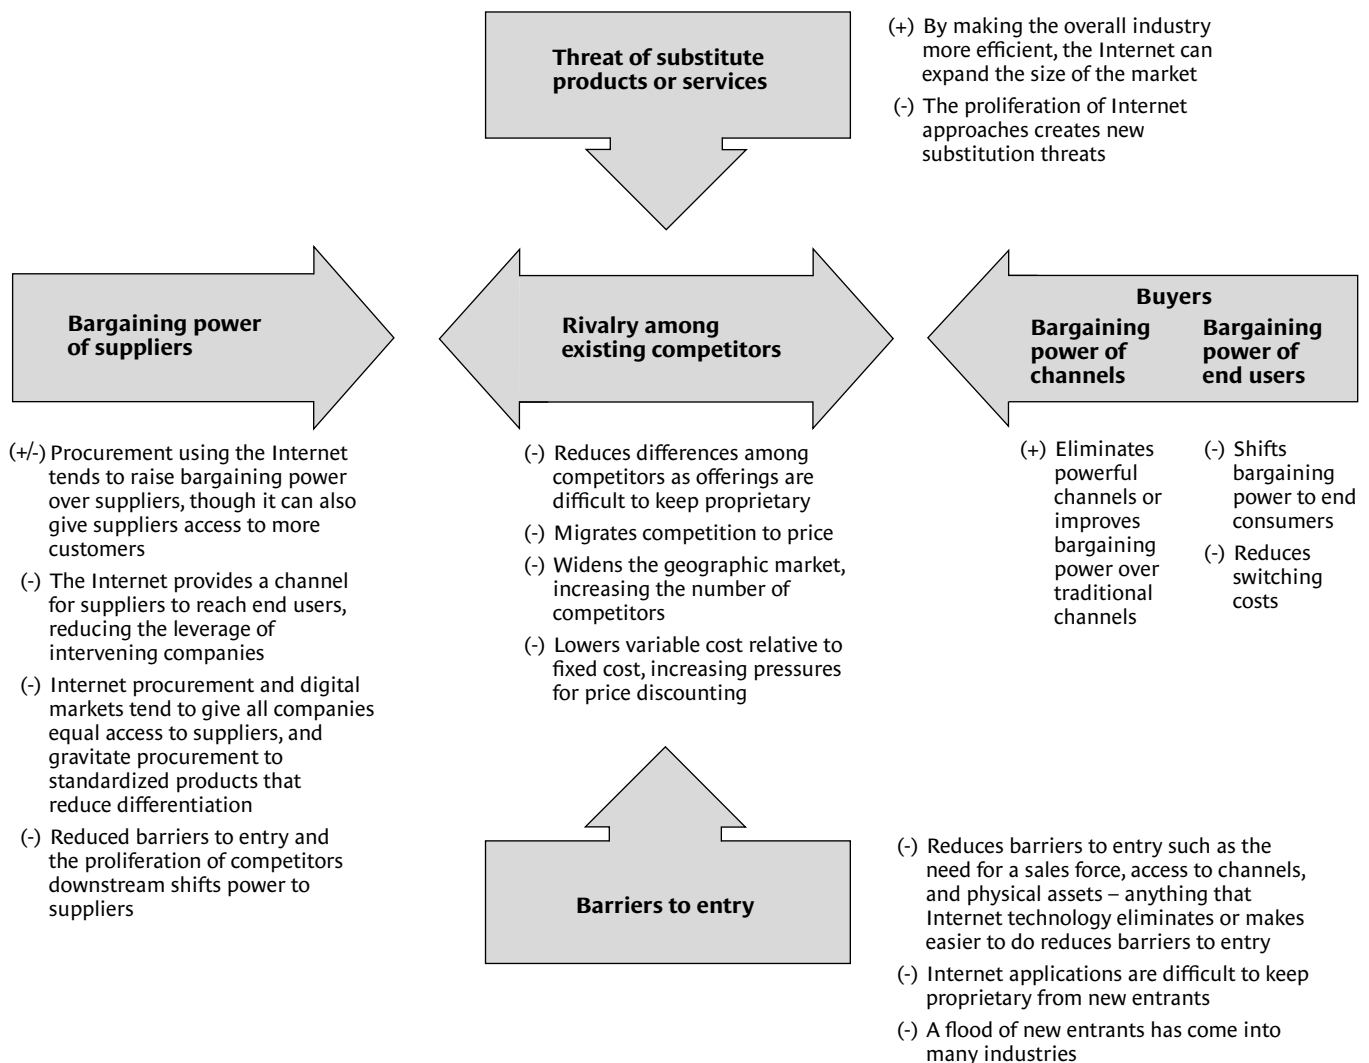 Threat of substitute
products or services
(+) By making the overall industry
more efficient, the Internet can
expand the size of the market
(-) The proliferation of Internet
approaches creates new
substitution threats
Bargaining power
of suppliers
Rivalry among
existing competitors
Buyers
Bargaining
power of
channels
Bargaining
power of
end users
(+/-) Procurement using the Internet
tends to raise bargaining power
over suppliers, though it can also
give suppliers access to more
customers
(-) The Internet provides a channel
for suppliers to reach end users,
reducing the leverage of
intervening companies
(-) Internet procurement and digital
markets tend to give all companies
equal access to suppliers, and
gravitate procurement to
standardized products that
reduce differentiation
(-) Reduced barriers to entry and
the proliferation of competitors
downstream shifts power to
suppliers
(-) Reduces differences among
competitors as offerings are
difficult to keep proprietary
(-) Migrates competition to price
(-) Widens the geographic market,
increasing the number of
competitors
(-) Lowers variable cost relative to
fixed cost, increasing pressures
for price discounting
(+) Eliminates
powerful
channels or
improves
bargaining
power over
traditional
channels
(-) Shifts
bargaining
power to end
consumers
(-) Reduces
switching
costs
Barriers to entry
(-) Reduces barriers to entry such as the
need for a sales force, access to channels,
and physical assets – anything that
Internet technology eliminates or makes
easier to do reduces barriers to entry
(-) Internet applications are difficult to keep
proprietary from new entrants
(-) A flood of new entrants has come into
many industries